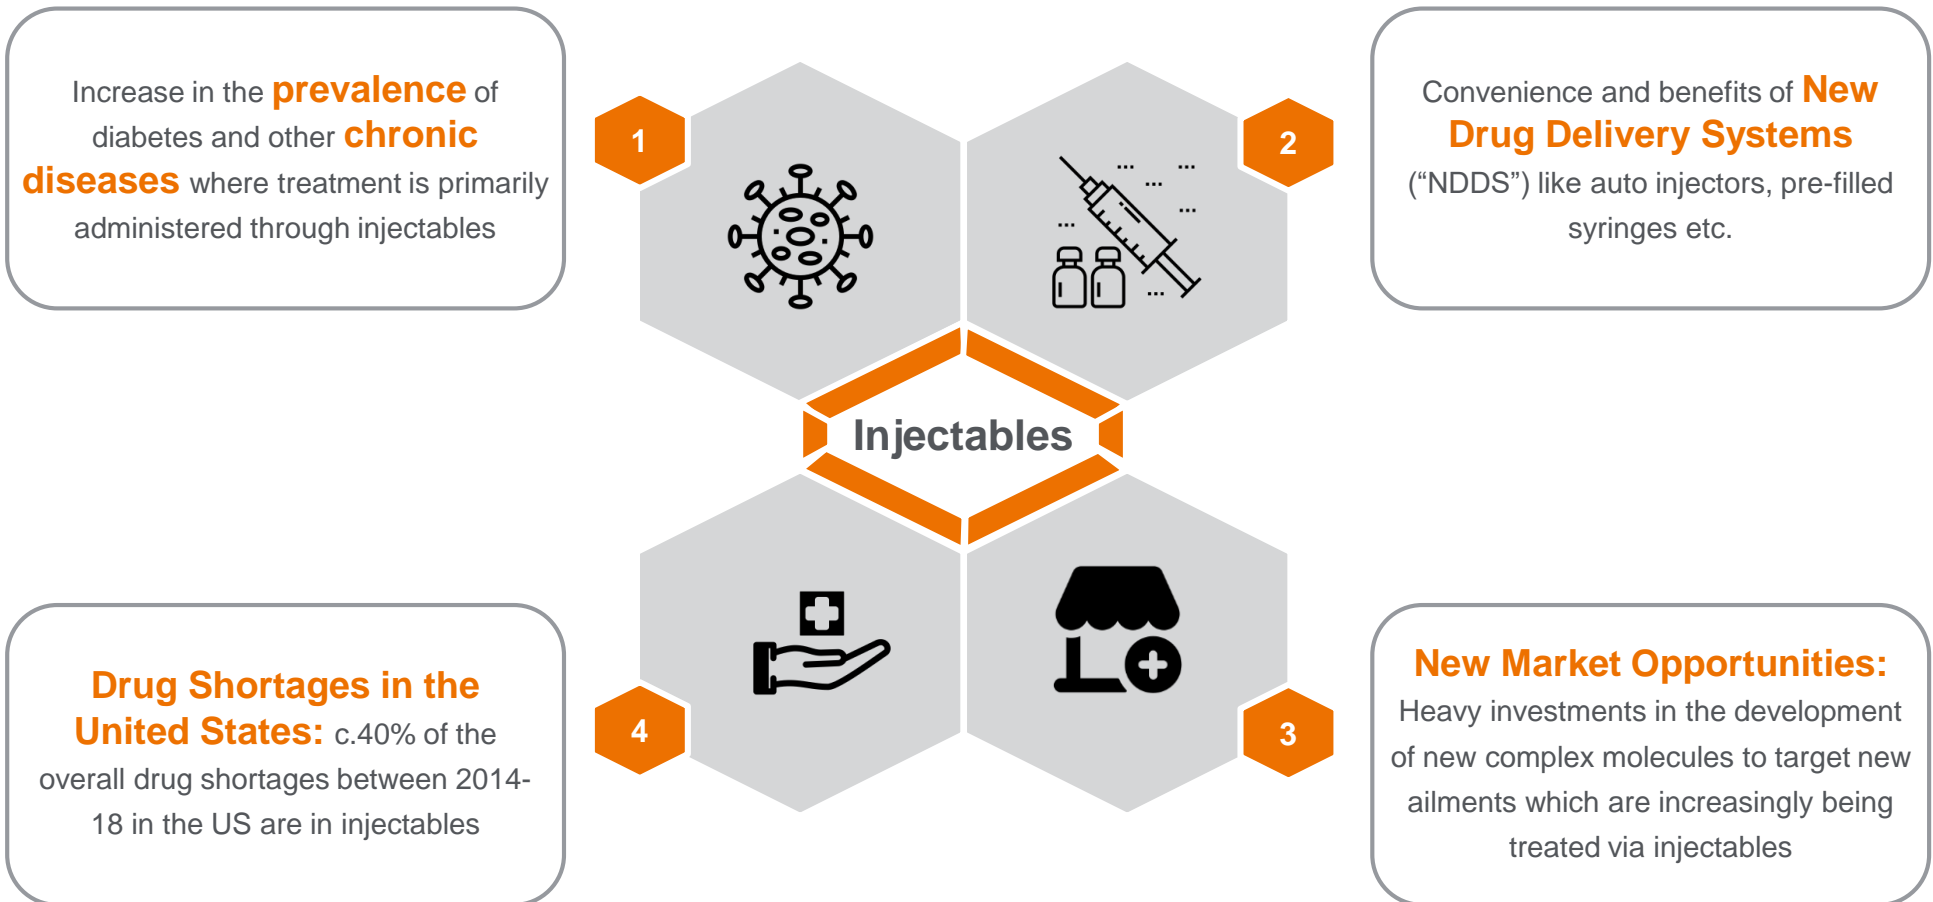 Increase in the prevalence of
diabetes and other chronic
diseases where treatment is primarily
administered through injectables
1
2
Convenience and benefits of New
Drug Delivery Systems
(“NDDS”) like auto injectors, pre-filled
syringes etc.
Injectables
Drug Shortages in the
United States: c.40% of the
overall drug shortages between 2014-
18 in the US are in injectables
4
3
New Market Opportunities:
Heavy investments in the development
of new complex molecules to target new
ailments which are increasingly being
treated via injectables